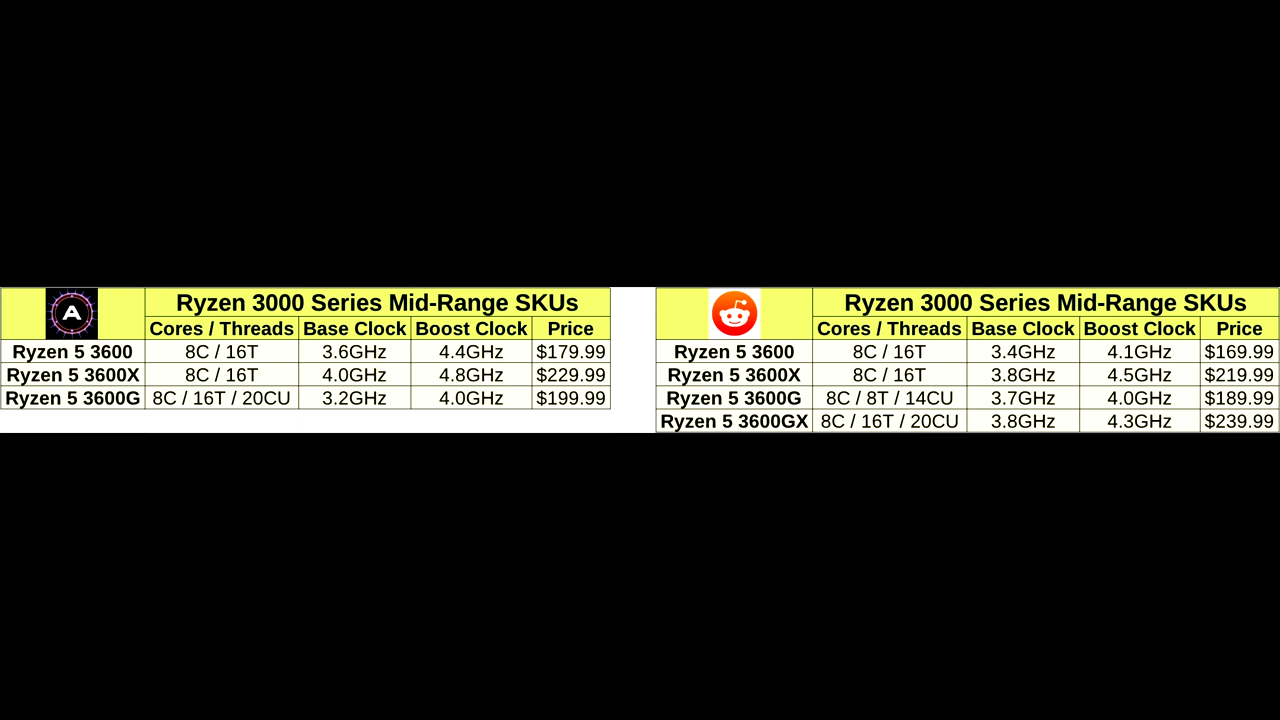 A
Ryzen 3000 Series Mid-Range SKUs
Cores / Threads Base Clock Boost Clock Price
Ryzen 5 3600 8C / 16T 3.6GHz 4.4GHz $179.99
Ryzen 5 3600X 8C / 16T 4.0GHz 4.8GHz $229.99
Ryzen 5 3600G 8C / 16T / 20CU 3.2GHz 4.0GHz $199.99
Ryzen 3000 Series Mid-Range SKUs
Cores / Threads Base Clock Boost Clock Price
Ryzen 5 3600 8C / 16T 3.4GHz 4.1GHz $169.99
Ryzen 5 3600X 8C / 16T 3.8GHz 4.5GHz $219.99
Ryzen 5 3600G 8C / 8T / 14CU 3.7GHz 4.0GHz $189.99
Ryzen 5 3600GX 8C / 16T / 20CU 3.8GHz 4.3GHz $239.99